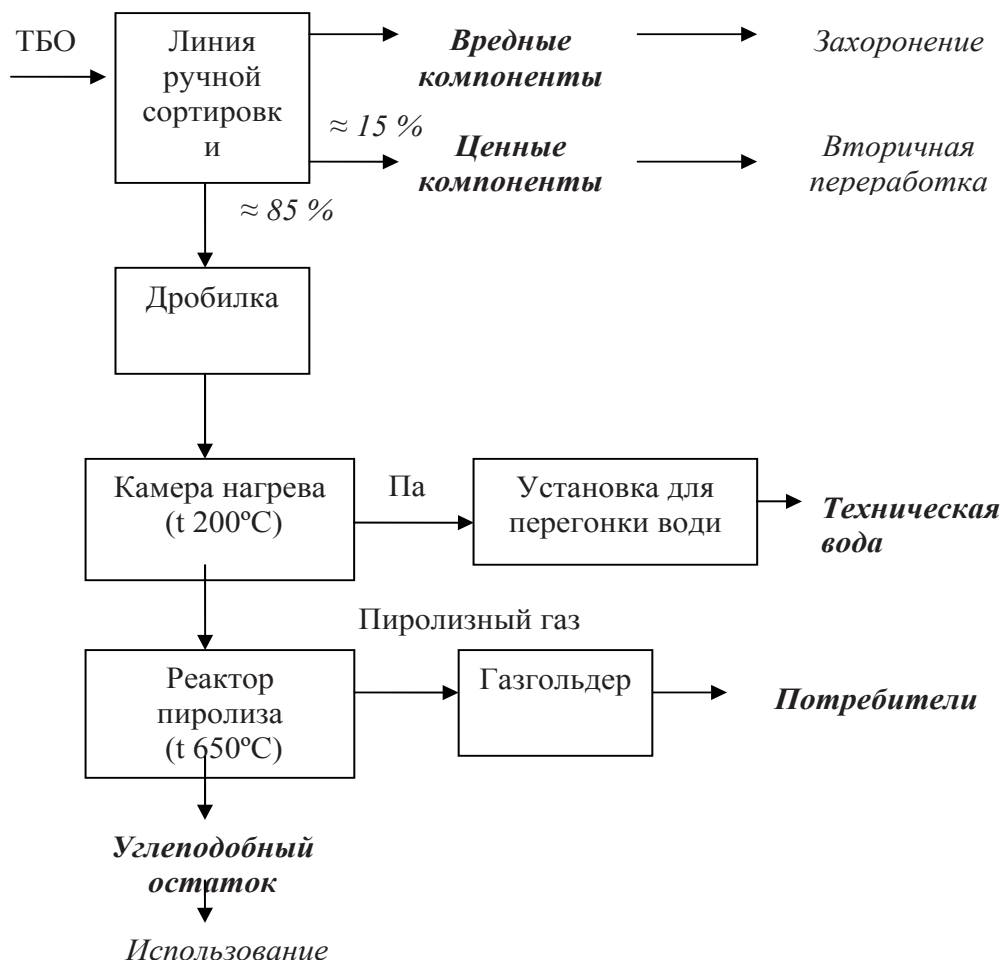 ТБО
Линия
ручной
сортировк
и
Вредные
компоненты
Захоронение
≈ 15 %
Ценные
компоненты
Вторичная
переработка
≈ 85 %
Дробилка
Камера нагрева
(t 200ºC)
Па
Установка для
перегонки води
Техническая
вода
Пиролизный газ
Реактор
пиролиза
(t 650ºC)
Газгольдер
Потребители
Углеподобный
остаток
Использование